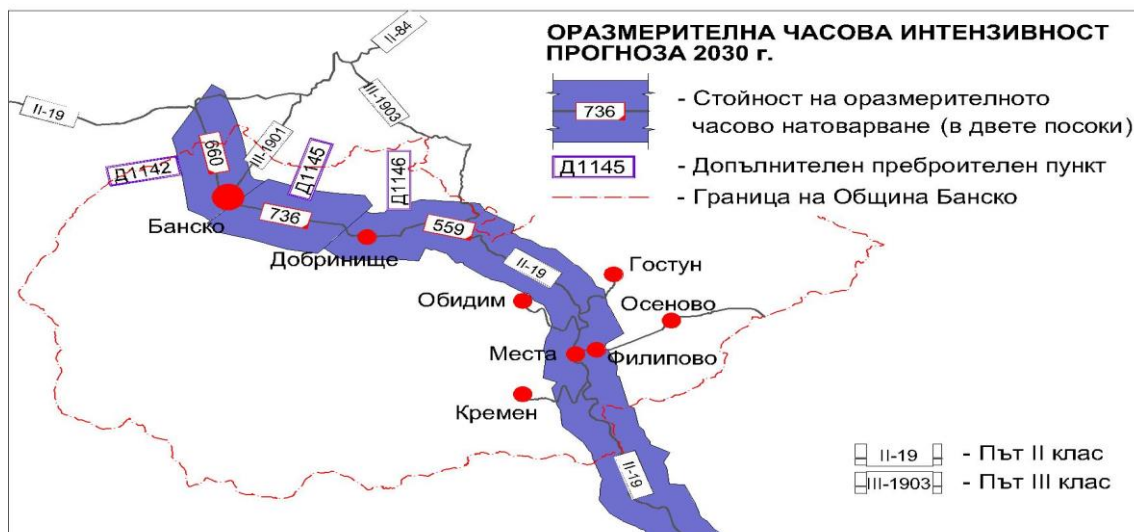 ОРАЗМЕРИТЕЛНА ЧАСОВА ИНТЕНЗИВНОСТ
ПРОГНОЗА 2030 г.
736
- Стойност на оразмерителното
часово натоварване (в двете посоки)
Д1145
- Допълнителен преброителен пункт
- Граница на Община Банско
II-84
II-19
III-1903
III-1901
660
Д1142
Д1145
Д1146
Банско
736
559
Добринище
II-19
Гостун
Обидим
Осеново
Места
Филипово
Кремен
II-19
II-19
- Път II клас
III-1903
- Път III клас